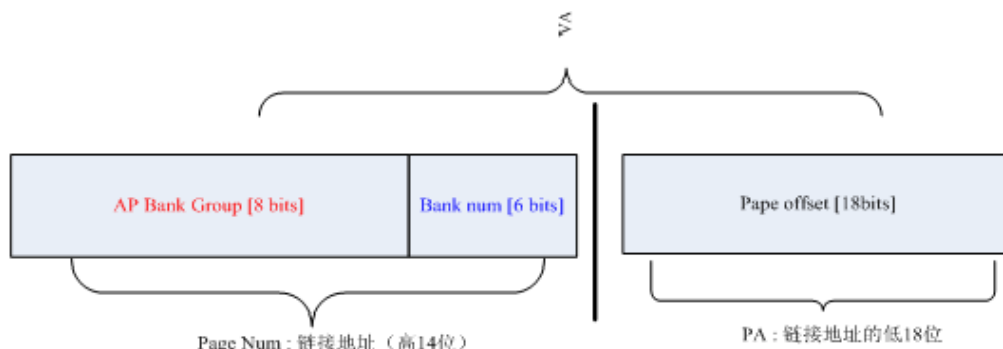 VA
AP Bank Group [8 bits]
Bank num [6 bits]
Pape offset [18bits]
Page Num : 链接地址（高14位）
PA : 链接地址的低18位